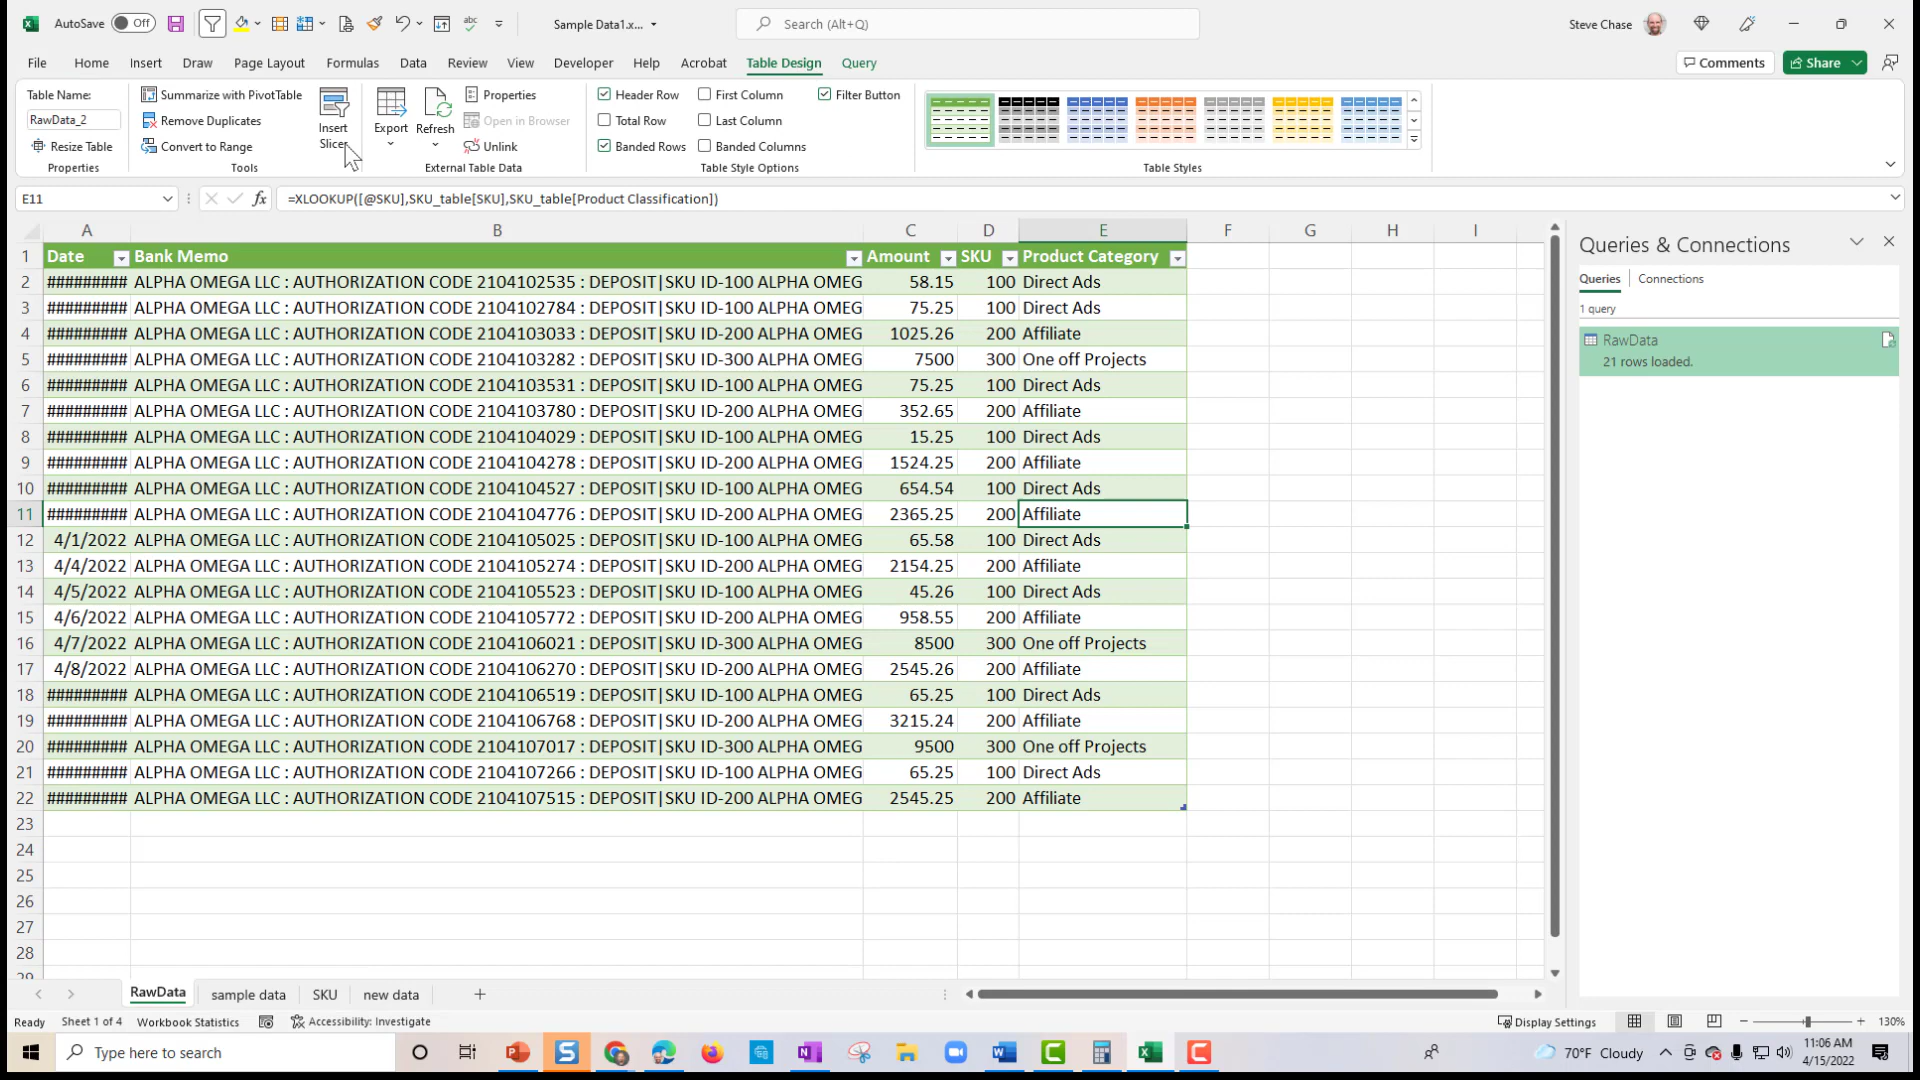 AutoSave Off Sample Data1.x... Search (Alt+Q) Steve Chase
File Home Insert Draw Page Layout Formulas Data Review View Developer Help Acrobat Table Design Query Comments Share
Table Name: Summarize with PivotTable Properties Header Row First Column Filter Button
RawData_2 Remove Duplicates Insert Slicer Export Refresh Open in Browser Total Row Last Column
Resize Table Convert to Range Unlink Banded Rows Banded Columns
Properties Tools External Table Data Table Style Options Table Styles
E11 fx =XLOOKUP([@SKU],SKU_table[SKU],SKU_table[Product Classification])
A B C D E F G H I
1 Date Bank Memo Amount SKU Product Category
2 ######### ALPHA OMEGA LLC : AUTHORIZATION CODE 2104102535 : DEPOSIT|SKU ID-100 ALPHA OMEG 58.15 100 Direct Ads
3 ######### ALPHA OMEGA LLC : AUTHORIZATION CODE 2104102784 : DEPOSIT|SKU ID-100 ALPHA OMEG 75.25 100 Direct Ads
4 ######### ALPHA OMEGA LLC : AUTHORIZATION CODE 2104103033 : DEPOSIT|SKU ID-200 ALPHA OMEG 1025.26 200 Affiliate
5 ######### ALPHA OMEGA LLC : AUTHORIZATION CODE 2104103282 : DEPOSIT|SKU ID-300 ALPHA OMEG 7500 300 One off Projects
6 ######### ALPHA OMEGA LLC : AUTHORIZATION CODE 2104103531 : DEPOSIT|SKU ID-100 ALPHA OMEG 75.25 100 Direct Ads
7 ######### ALPHA OMEGA LLC : AUTHORIZATION CODE 2104103780 : DEPOSIT|SKU ID-200 ALPHA OMEG 352.65 200 Affiliate
8 ######### ALPHA OMEGA LLC : AUTHORIZATION CODE 2104104029 : DEPOSIT|SKU ID-100 ALPHA OMEG 15.25 100 Direct Ads
9 ######### ALPHA OMEGA LLC : AUTHORIZATION CODE 2104104278 : DEPOSIT|SKU ID-200 ALPHA OMEG 1524.25 200 Affiliate
10 ######### ALPHA OMEGA LLC : AUTHORIZATION CODE 2104104527 : DEPOSIT|SKU ID-100 ALPHA OMEG 654.54 100 Direct Ads
11 ######### ALPHA OMEGA LLC : AUTHORIZATION CODE 2104104776 : DEPOSIT|SKU ID-200 ALPHA OMEG 2365.25 200 Affiliate
12 4/1/2022 ALPHA OMEGA LLC : AUTHORIZATION CODE 2104105025 : DEPOSIT|SKU ID-100 ALPHA OMEG 65.58 100 Direct Ads
13 4/4/2022 ALPHA OMEGA LLC : AUTHORIZATION CODE 2104105274 : DEPOSIT|SKU ID-200 ALPHA OMEG 2154.25 200 Affiliate
14 4/5/2022 ALPHA OMEGA LLC : AUTHORIZATION CODE 2104105523 : DEPOSIT|SKU ID-100 ALPHA OMEG 45.26 100 Direct Ads
15 4/6/2022 ALPHA OMEGA LLC : AUTHORIZATION CODE 2104105772 : DEPOSIT|SKU ID-200 ALPHA OMEG 958.55 200 Affiliate
16 4/7/2022 ALPHA OMEGA LLC : AUTHORIZATION CODE 2104106021 : DEPOSIT|SKU ID-300 ALPHA OMEG 8500 300 One off Projects
17 4/8/2022 ALPHA OMEGA LLC : AUTHORIZATION CODE 2104106270 : DEPOSIT|SKU ID-200 ALPHA OMEG 2545.26 200 Affiliate
18 ######### ALPHA OMEGA LLC : AUTHORIZATION CODE 2104106519 : DEPOSIT|SKU ID-100 ALPHA OMEG 65.25 100 Direct Ads
19 ######### ALPHA OMEGA LLC : AUTHORIZATION CODE 2104106768 : DEPOSIT|SKU ID-200 ALPHA OMEG 3215.24 200 Affiliate
20 ######### ALPHA OMEGA LLC : AUTHORIZATION CODE 2104107017 : DEPOSIT|SKU ID-300 ALPHA OMEG 9500 300 One off Projects
21 ######### ALPHA OMEGA LLC : AUTHORIZATION CODE 2104107266 : DEPOSIT|SKU ID-100 ALPHA OMEG 65.25 100 Direct Ads
22 ######### ALPHA OMEGA LLC : AUTHORIZATION CODE 2104107515 : DEPOSIT|SKU ID-200 ALPHA OMEG 2545.25 200 Affiliate
23
24
25
26
27
28
29
Queries & Connections
Queries Connections
1 query
RawData
21 rows loaded.
RawData sample data SKU new data
Ready Sheet 1 of 4 Workbook Statistics Accessibility: Investigate Display Settings 130%
Type here to search 70°F Cloudy 11:06 AM
4/15/2022